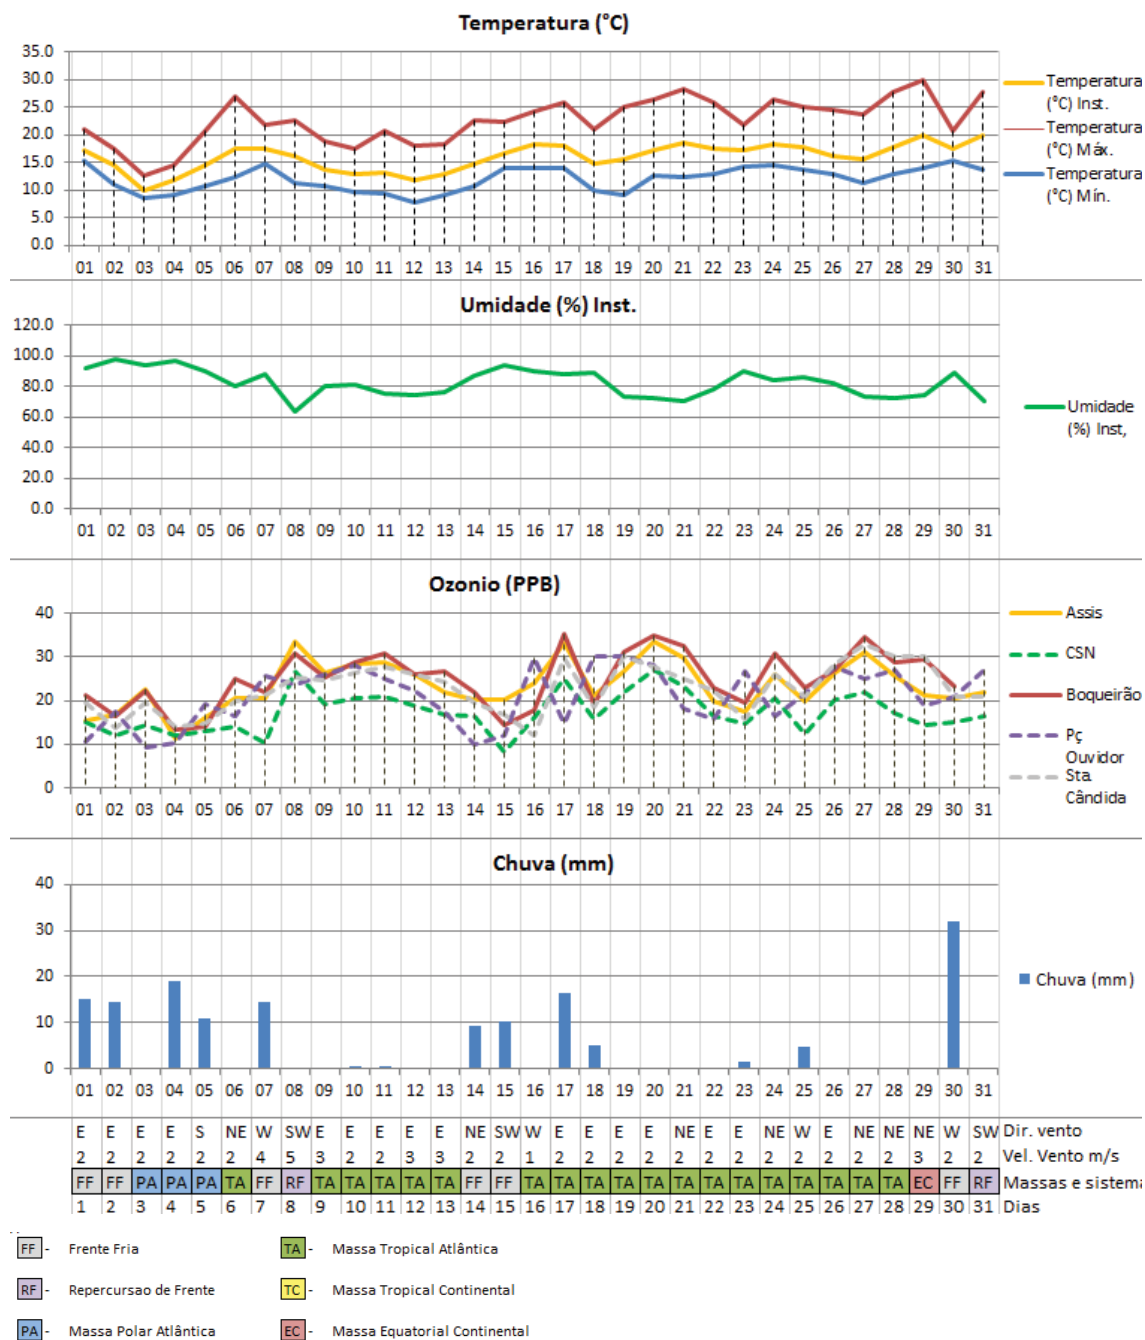 Temperatura (°C)
35.0
30.0
25.0
20.0
15.0
10.0
5.0
0.0
01 02 03 04 05 06 07 08 09 10 11 12 13 14 15 16 17 18 19 20 21 22 23 24 25 26 27 28 29 30 31
Temperatura
(°C) Inst.
Temperatura
(°C) Máx.
Temperatura
(°C) Mín.
Umidade (%) Inst.
120.0
100.0
80.0
60.0
40.0
20.0
0.0
01 02 03 04 05 06 07 08 09 10 11 12 13 14 15 16 17 18 19 20 21 22 23 24 25 26 27 28 29 30 31
Umidade
(%) Inst,
Ozonio (PPB)
40
30
20
10
0
01 02 03 04 05 06 07 08 09 10 11 12 13 14 15 16 17 18 19 20 21 22 23 24 25 26 27 28 29 30 31
Assis
CSN
Boqueirão
Pç
Ouvidor
Sta.
Cândida
Chuva (mm)
40
30
20
10
0
01 02 03 04 05 06 07 08 09 10 11 12 13 14 15 16 17 18 19 20 21 22 23 24 25 26 27 28 29 30 31
Chuva (mm)
E E E E S NE W SW E E E E E NE SW W E E E E NE E E NE W E NE NE NE W SW Dir. vento
2 2 2 2 2 2 4 5 3 2 2 3 3 2 2 1 2 2 2 2 2 2 2 2 2 2 2 2 3 2 2 Vel. Vento m/s
FF FF PA PA PA TA FF RF TA TA TA TA TA FF FF TA TA TA TA TA TA TA TA TA TA TA TA TA EC FF RF Massas e sistema
1 2 3 4 5 6 7 8 9 10 11 12 13 14 15 16 17 18 19 20 21 22 23 24 25 26 27 28 29 30 31 Dias
FF - Frente Fria TA - Massa Tropical Atlântica
RF - Repercursao de Frente TC - Massa Tropical Continental
PA - Massa Polar Atlântica EC - Massa Equatorial Continental